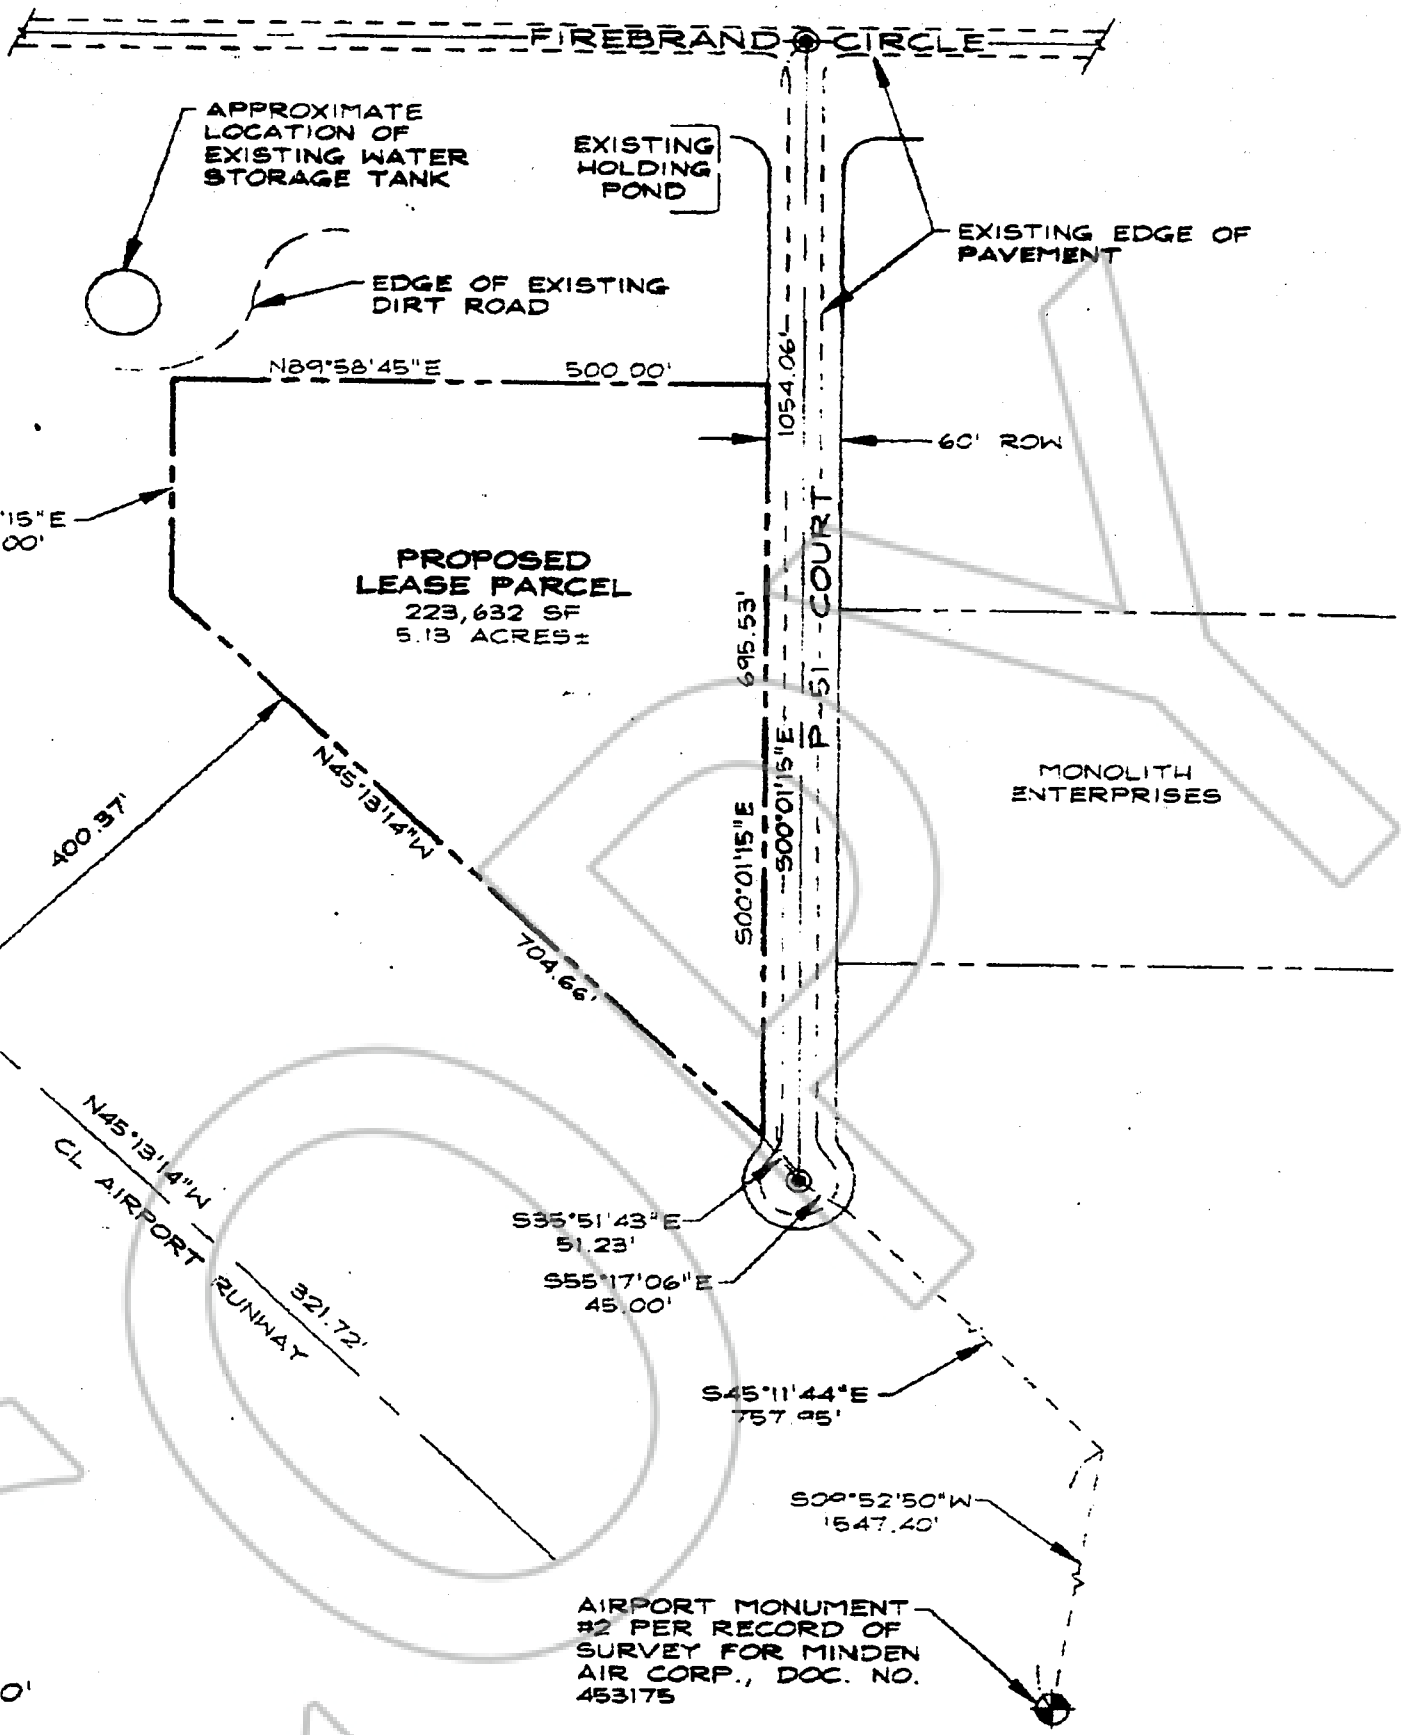 FIREBRAND CIRCLE
APPROXIMATE
LOCATION OF
EXISTING WATER
STORAGE TANK
EXISTING
HOLDING
POND
EXISTING EDGE OF
PAVEMENT
EDGE OF EXISTING
DIRT ROAD
N89°58'45"E
500.00'
1054.06'
60' ROW
'15"E
00'
PROPOSED
LEASE PARCEL
223,632 SF
5.13 ACRES±
695.53'
S00°01'15"E
S00°01'15"E
P-51 COURT
MONOLITH
ENTERPRISES
400.37'
N45°13'14"W
704.66'
N45°13'14"W
CL AIRPORT RUNWAY
321.72'
S35°51'43"E
51.23'
S55°17'06"E
45.00'
S45°11'44"E
757.95'
S09°52'50"W
1547.40'
AIRPORT MONUMENT
#2 PER RECORD OF
SURVEY FOR MINDEN
AIR CORP., DOC. NO.
453175
0'